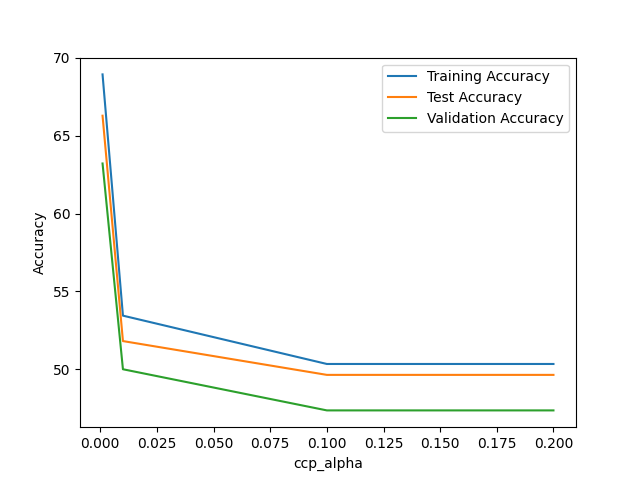 70
65
60
55
50
Accuracy
Training Accuracy
Test Accuracy
Validation Accuracy
0.000 0.025 0.050 0.075 0.100 0.125 0.150 0.175 0.200
ccp_alpha